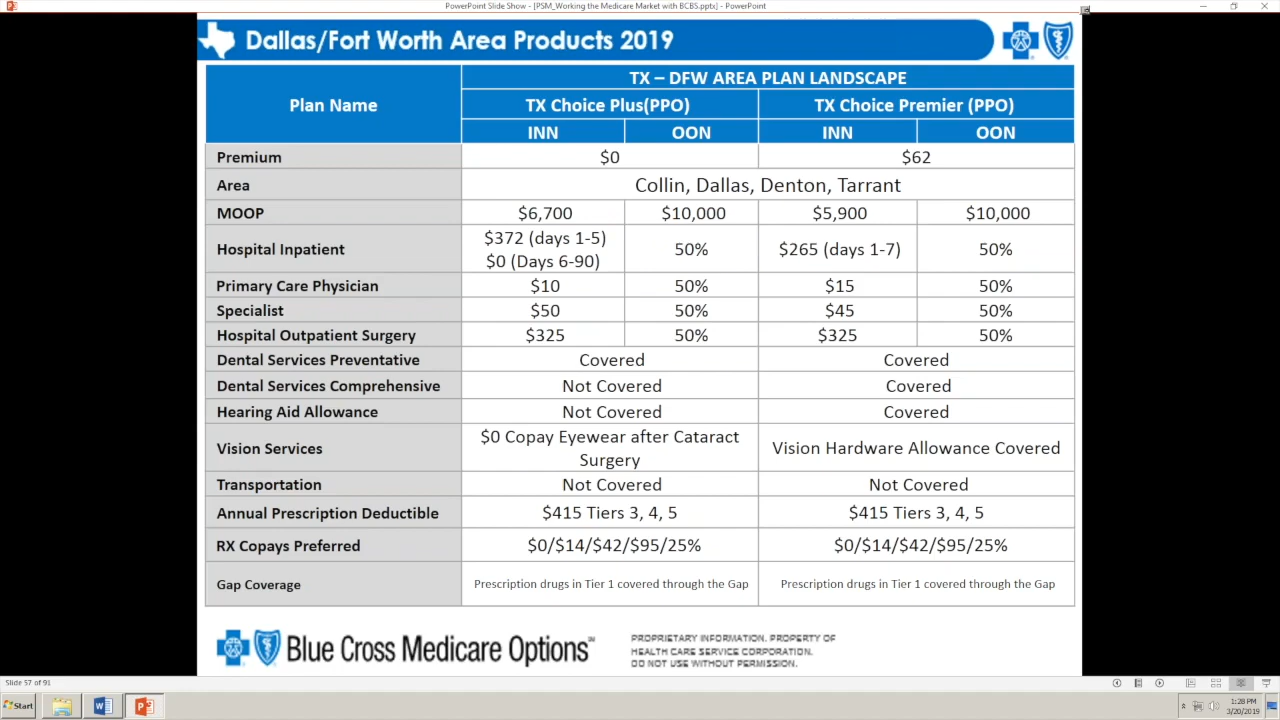 PowerPoint Slide Show - [PSM_Working the Medicare Market with BCBS.pptx] - PowerPoint
Dallas/Fort Worth Area Products 2019
Plan Name
TX – DFW AREA PLAN LANDSCAPE
TX Choice Plus(PPO) TX Choice Premier (PPO)
INN OON INN OON
Premium $0 $62
Area Collin, Dallas, Denton, Tarrant
MOOP $6,700 $10,000 $5,900 $10,000
Hospital Inpatient $372 (days 1-5) 50% $265 (days 1-7) 50%
$0 (Days 6-90)
Primary Care Physician $10 50% $15 50%
Specialist $50 50% $45 50%
Hospital Outpatient Surgery $325 50% $325 50%
Dental Services Preventative Covered Covered
Dental Services Comprehensive Not Covered Covered
Hearing Aid Allowance Not Covered Covered
Vision Services $0 Copay Eyewear after Cataract Vision Hardware Allowance Covered
Surgery
Transportation Not Covered Not Covered
Annual Prescription Deductible $415 Tiers 3, 4, 5 $415 Tiers 3, 4, 5
RX Copays Preferred $0/$14/$42/$95/25% $0/$14/$42/$95/25%
Gap Coverage Prescription drugs in Tier 1 covered through the Gap Prescription drugs in Tier 1 covered through the Gap
Blue Cross Medicare Options℠
PROPRIETARY INFORMATION. PROPERTY OF
HEALTH CARE SERVICE CORPORATION.
DO NOT USE WITHOUT PERMISSION.
Slide 57 of 91
Start
1:28 PM
3/20/2019